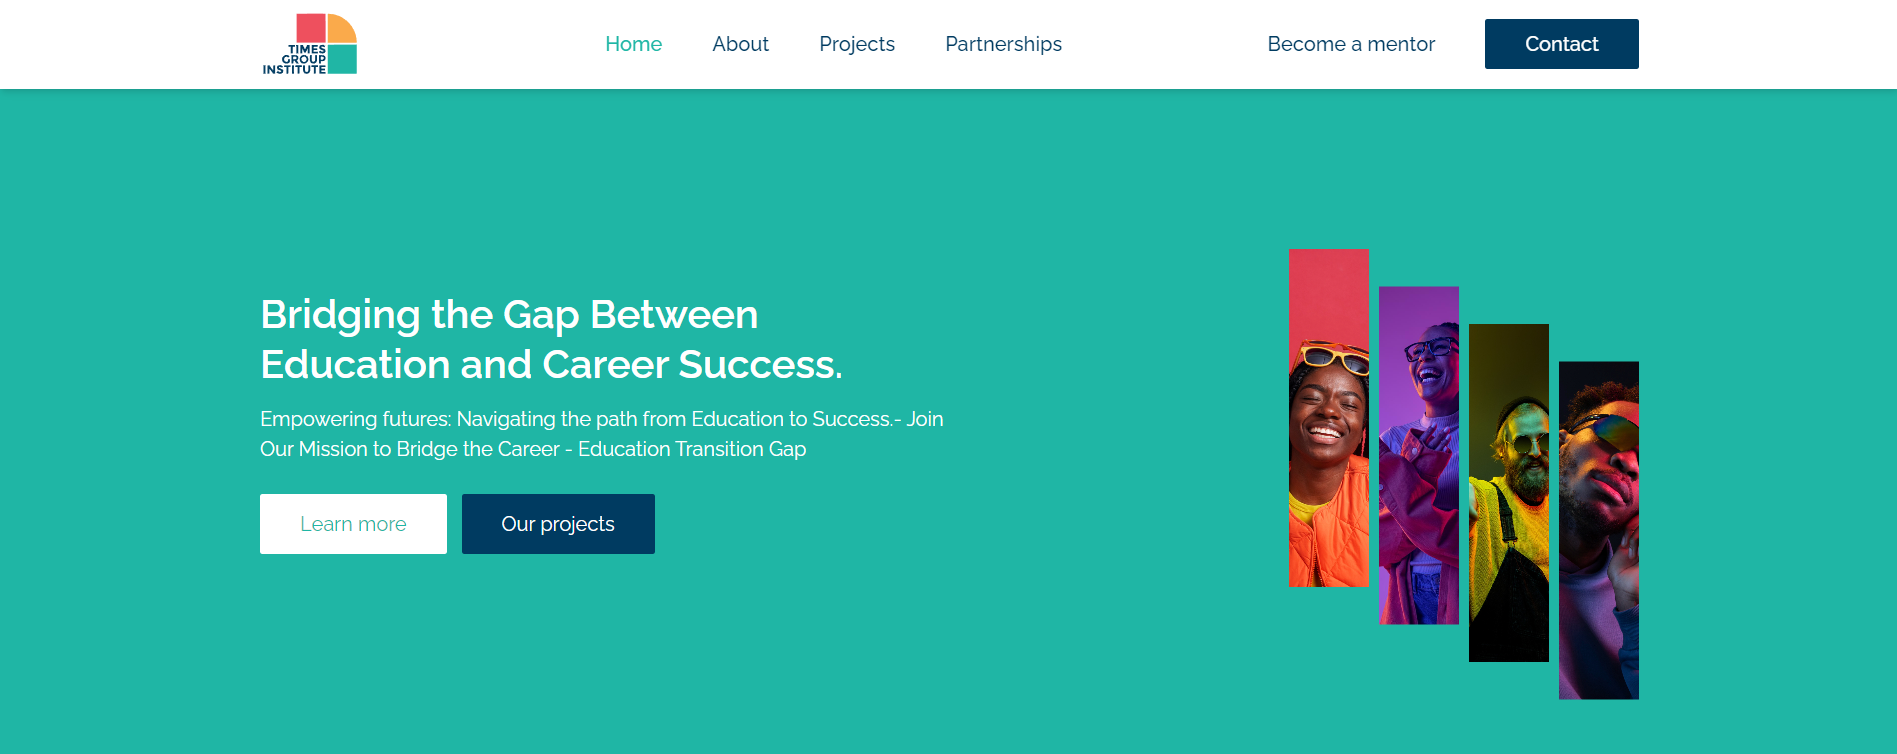 TIMES
GROUP
INSTITUTE
Home
About
Projects
Partnerships
Become a mentor
Contact
Bridging the Gap Between
Education and Career Success.
Empowering futures: Navigating the path from Education to Success.- Join
Our Mission to Bridge the Career - Education Transition Gap
Learn more
Our projects